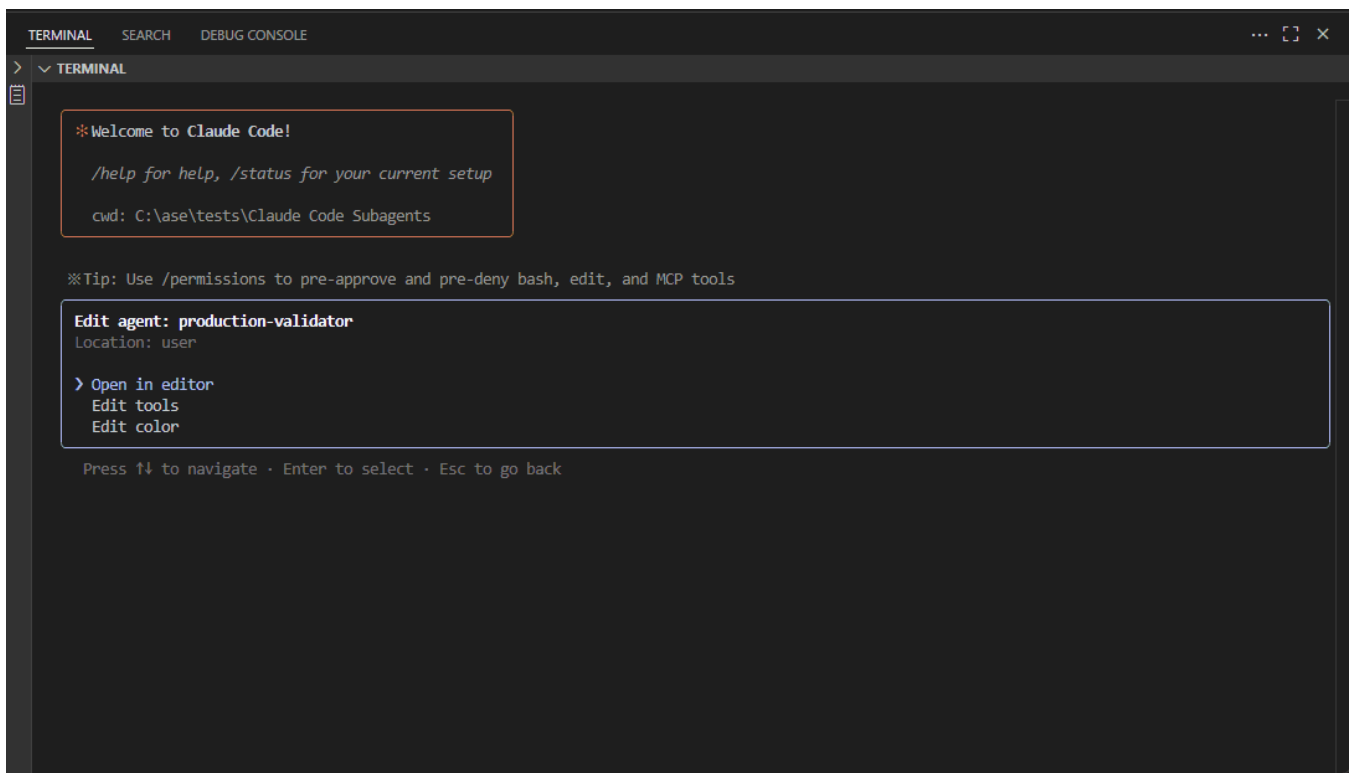 TERMINAL SEARCH DEBUG CONSOLE
TERMINAL
✻Welcome to Claude Code!
/help for help, /status for your current setup
cwd: C:\ase\tests\Claude Code Subagents
※Tip: Use /permissions to pre-approve and pre-deny bash, edit, and MCP tools
Edit agent: production-validator
Location: user
❯ Open in editor
Edit tools
Edit color
Press ↑↓ to navigate · Enter to select · Esc to go back